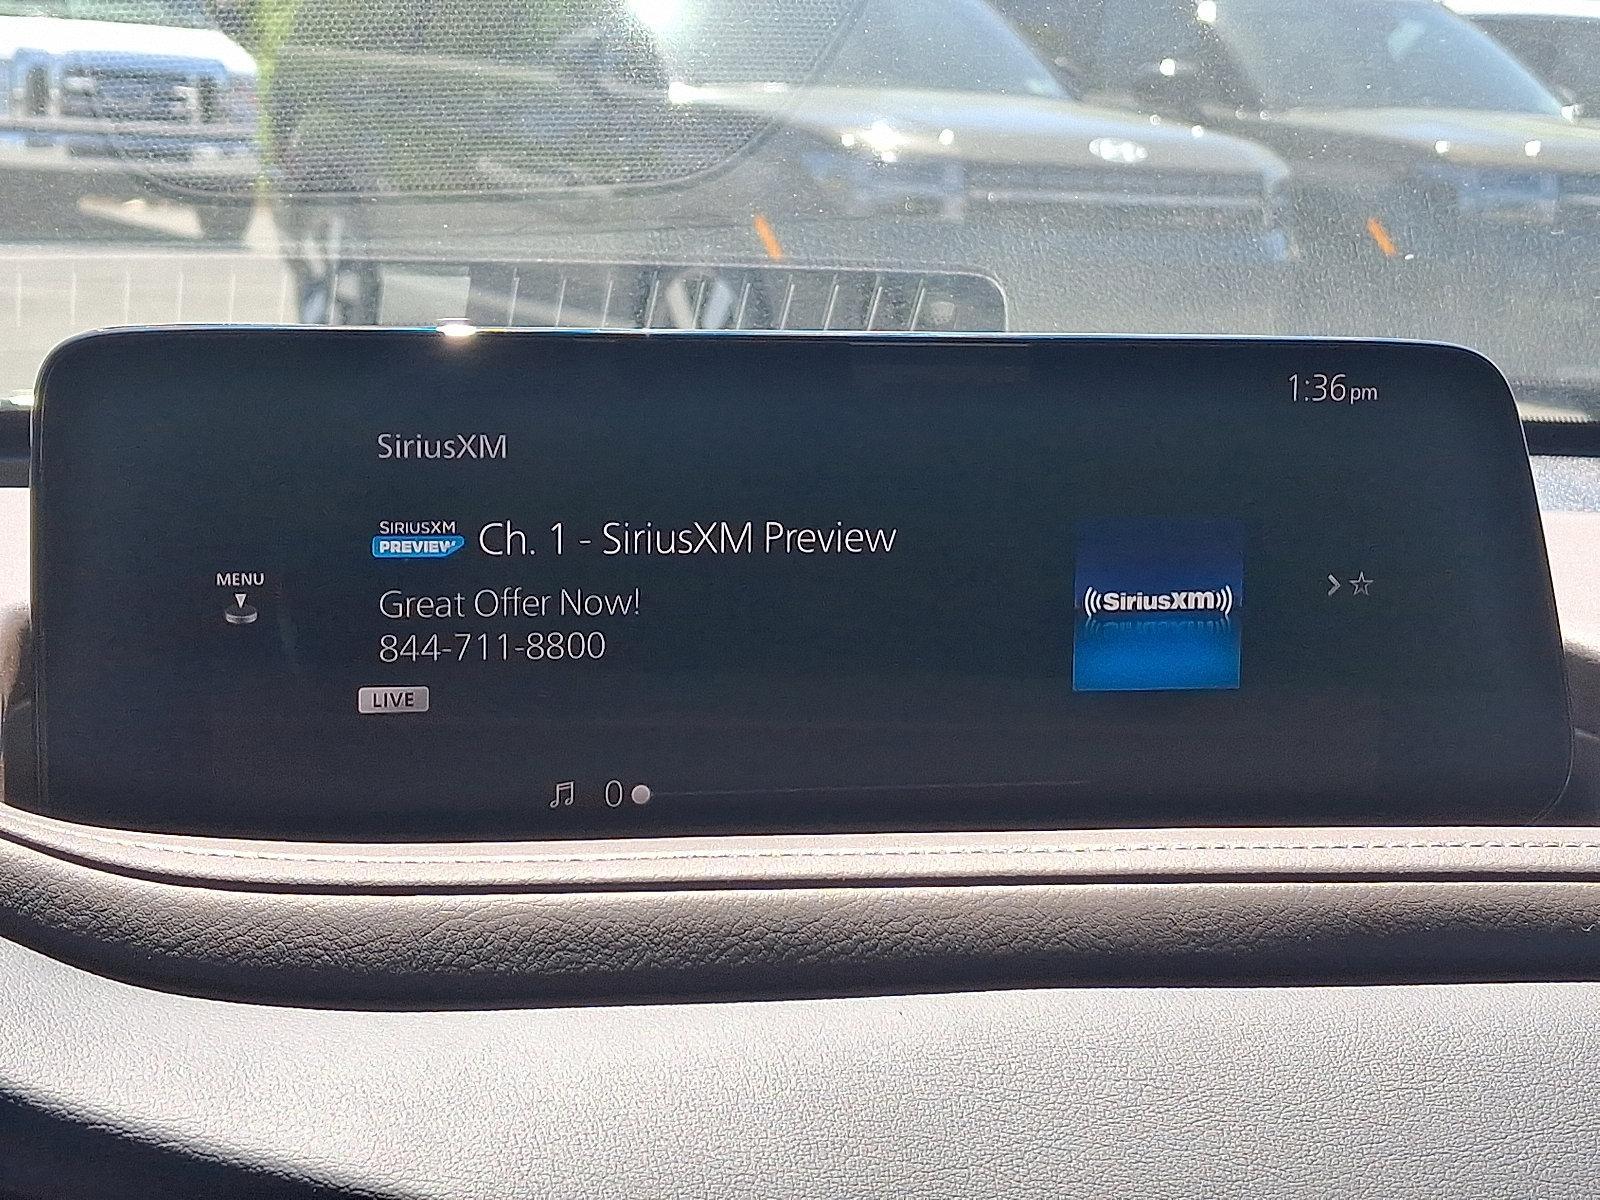 1:36pm
SiriusXM
SIRIUSXM
PREVIEW
Ch. 1 - SiriusXM Preview
MENU
Great Offer Now!
844-711-8800
((SiriusXM))
LIVE
0